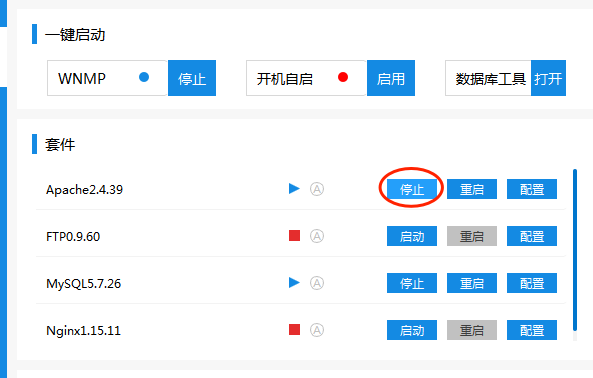 一键启动
WNMP 停止 开机自启 启用 数据库工具 打开
套件
Apache2.4.39 A 停止 重启 配置
FTP0.9.60 A 启动 重启 配置
MySQL5.7.26 A 停止 重启 配置
Nginx1.15.11 A 启动 重启 配置